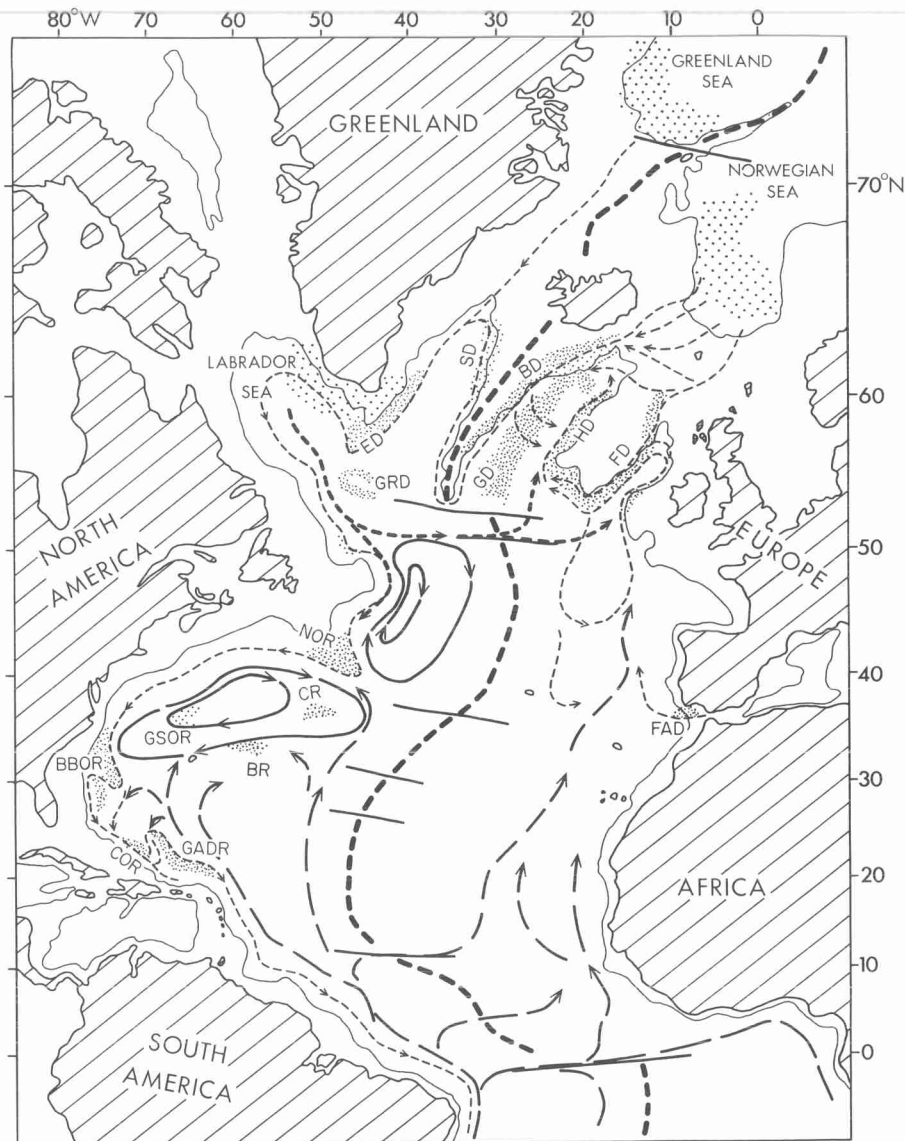 80°W 70 60 50 40 30 20 10 0
GREENLAND
SEA
GREENLAND
NORWEGIAN
SEA
70°N
LABRADOR
SEA
SD
BD
60
ED
HD
FD
GRD
GD
NORTH
AMERICA
EUROPE
50
NOR
40
CR
GSOR
FAD
BBOR
BR
30
GADR
COR
20
AFRICA
10
SOUTH
AMERICA
0